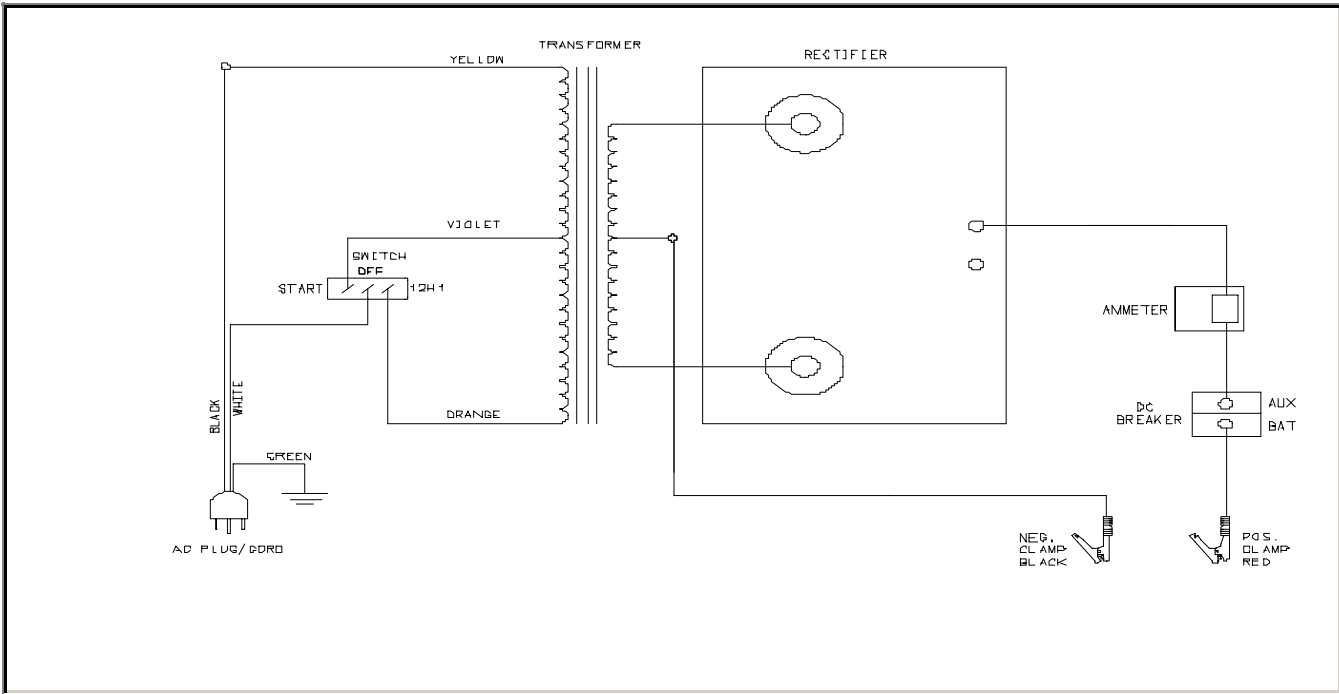 TRANSFORMER
YELLOW
RECTIFIER
VIOLET
SWITCH
OFF
START
12H1
AMMETER
BLACK
WHITE
ORANGE
DC
BREAKER
AUX
BAT
GREEN
AC PLUG/CORD
NEG.
CLAMP
BLACK
POS.
CLAMP
RED